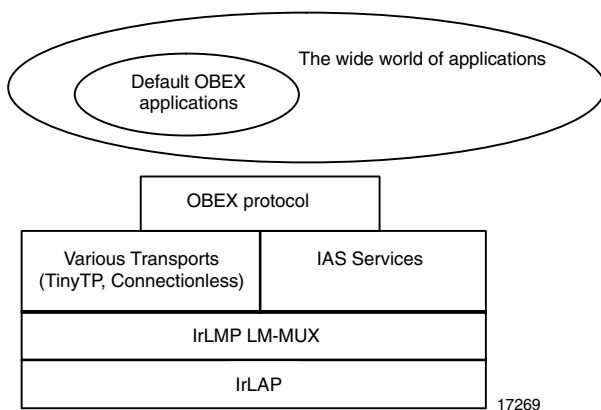 The wide world of applications
Default OBEX
applications
OBEX protocol
Various Transports
(TinyTP, Connectionless)
IAS Services
IrLMP LM-MUX
IrLAP
17269